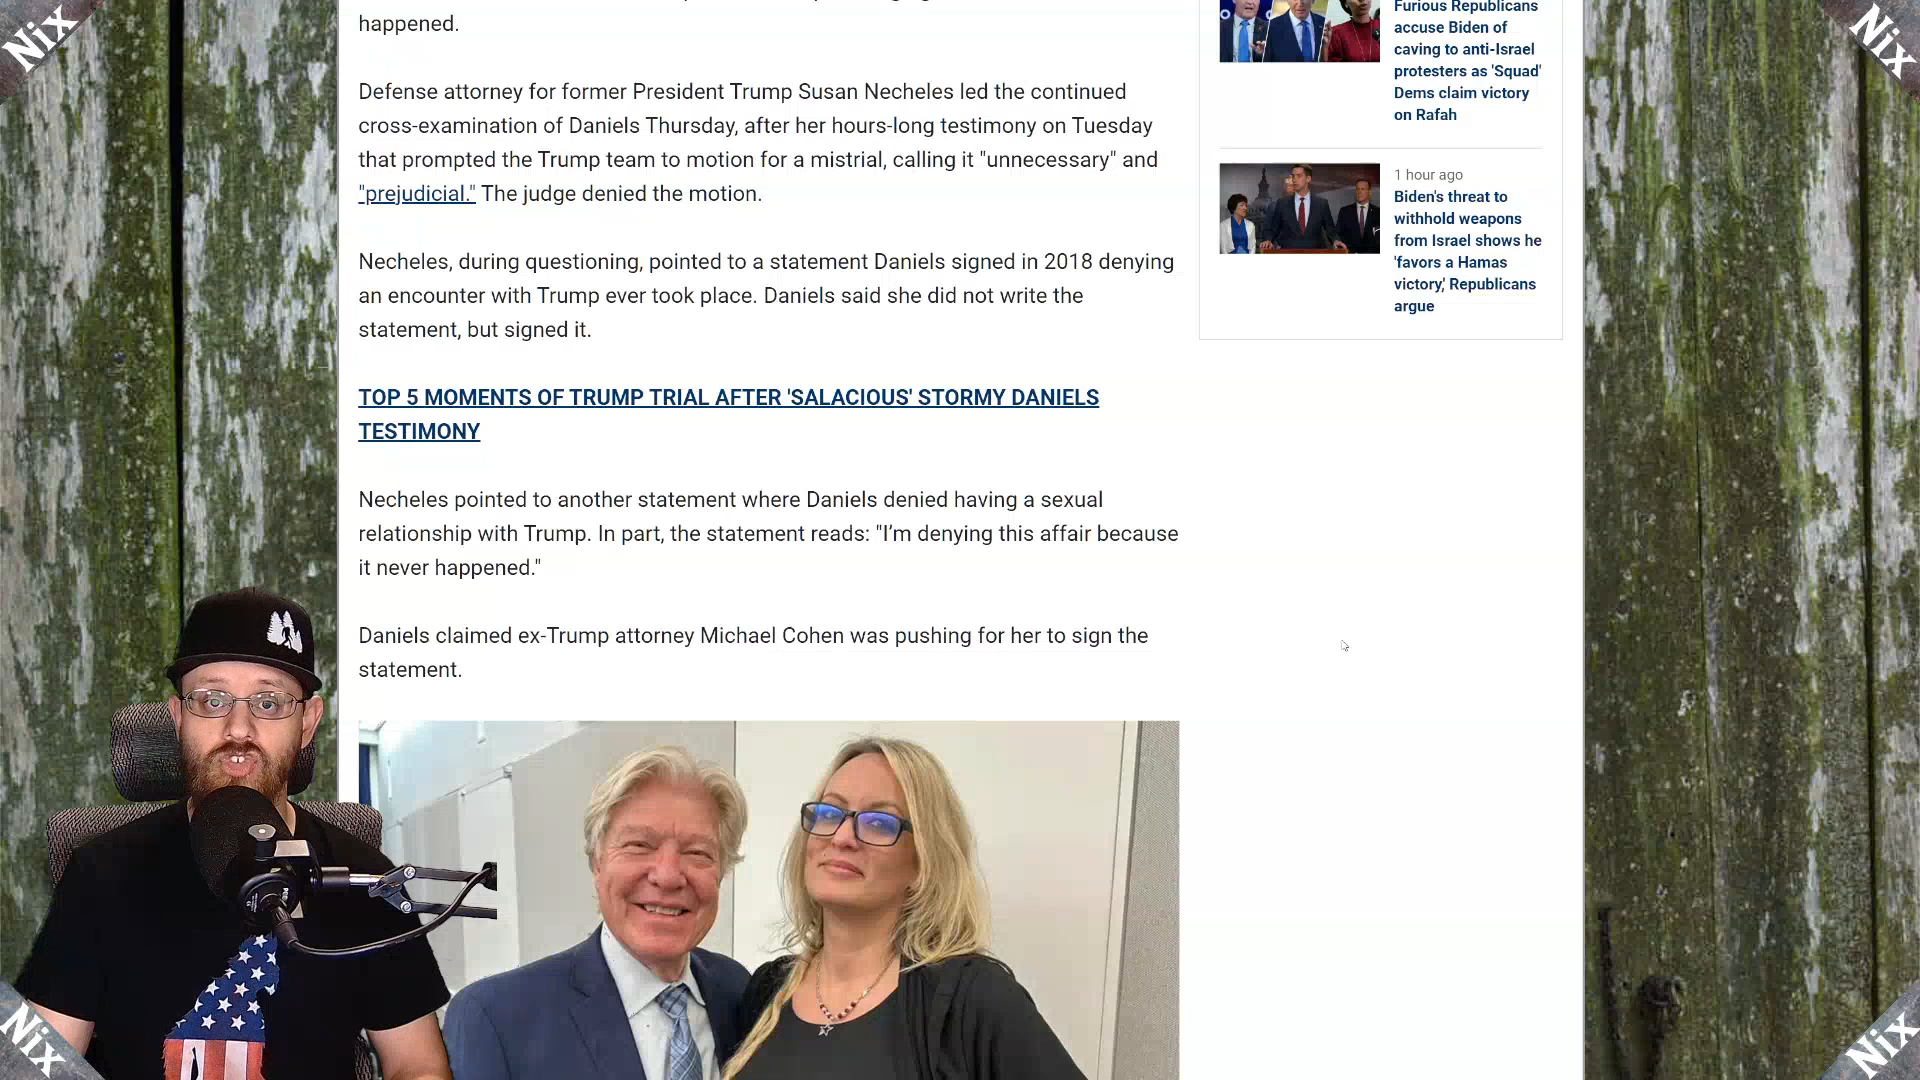 Nix
Nix
happened.
Defense attorney for former President Trump Susan Necheles led the continued
cross-examination of Daniels Thursday, after her hours-long testimony on Tuesday
that prompted the Trump team to motion for a mistrial, calling it "unnecessary" and
"prejudicial." The judge denied the motion.
Necheles, during questioning, pointed to a statement Daniels signed in 2018 denying
an encounter with Trump ever took place. Daniels said she did not write the
statement, but signed it.
TOP 5 MOMENTS OF TRUMP TRIAL AFTER 'SALACIOUS' STORMY DANIELS
TESTIMONY
Necheles pointed to another statement where Daniels denied having a sexual
relationship with Trump. In part, the statement reads: "I’m denying this affair because
it never happened."
Daniels claimed ex-Trump attorney Michael Cohen was pushing for her to sign the
statement.
Furious Republicans
accuse Biden of
caving to anti-Israel
protesters as 'Squad'
Dems claim victory
on Rafah
1 hour ago
Biden's threat to
withhold weapons
from Israel shows he
'favors a Hamas
victory,' Republicans
argue
Nix
Nix